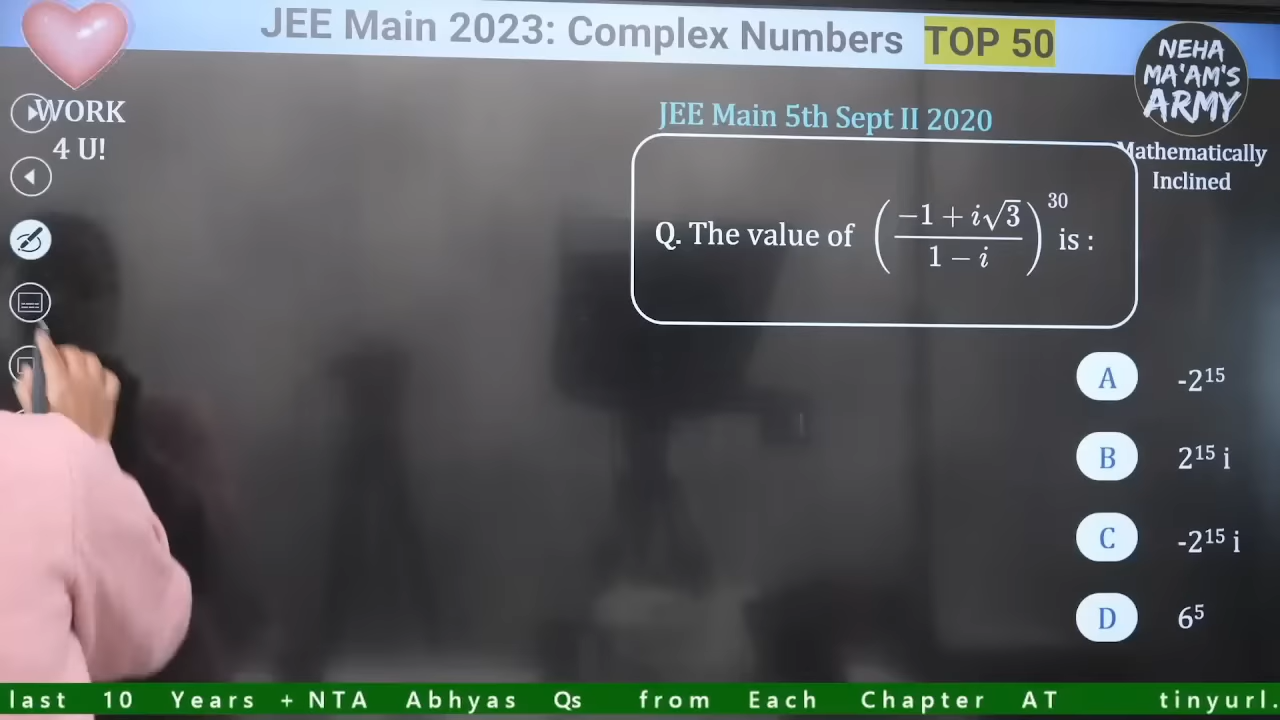 JEE Main 2023: Complex Numbers TOP 50
WORK
4 U!
NEHA
MA'AM'S
ARMY
Mathematically
Inclined
JEE Main 5th Sept II 2020
Q. The value of ((-1 + i√3)/(1 - i))^30 is :
A -2^15
B 2^15 i
C -2^15 i
D 6^5
last 10 Years + NTA Abhyas Qs from Each Chapter AT tinyurl.